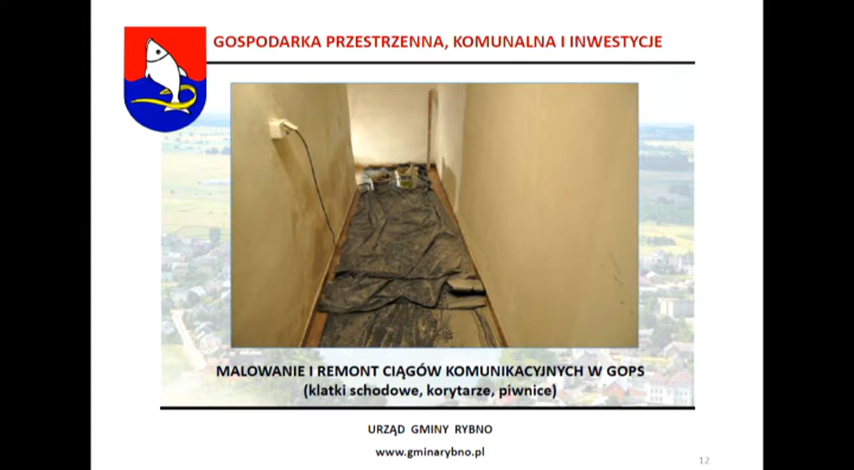 GOSPODARKA PRZESTRZENNA, KOMUNALNA I INWESTYCJE
MALOWANIE I REMONT CIĄGÓW KOMUNIKACYJNYCH W GOPS
(klatki schodowe, korytarze, piwnice)
URZĄD GMINY RYBNO
www.gminarybno.pl
12